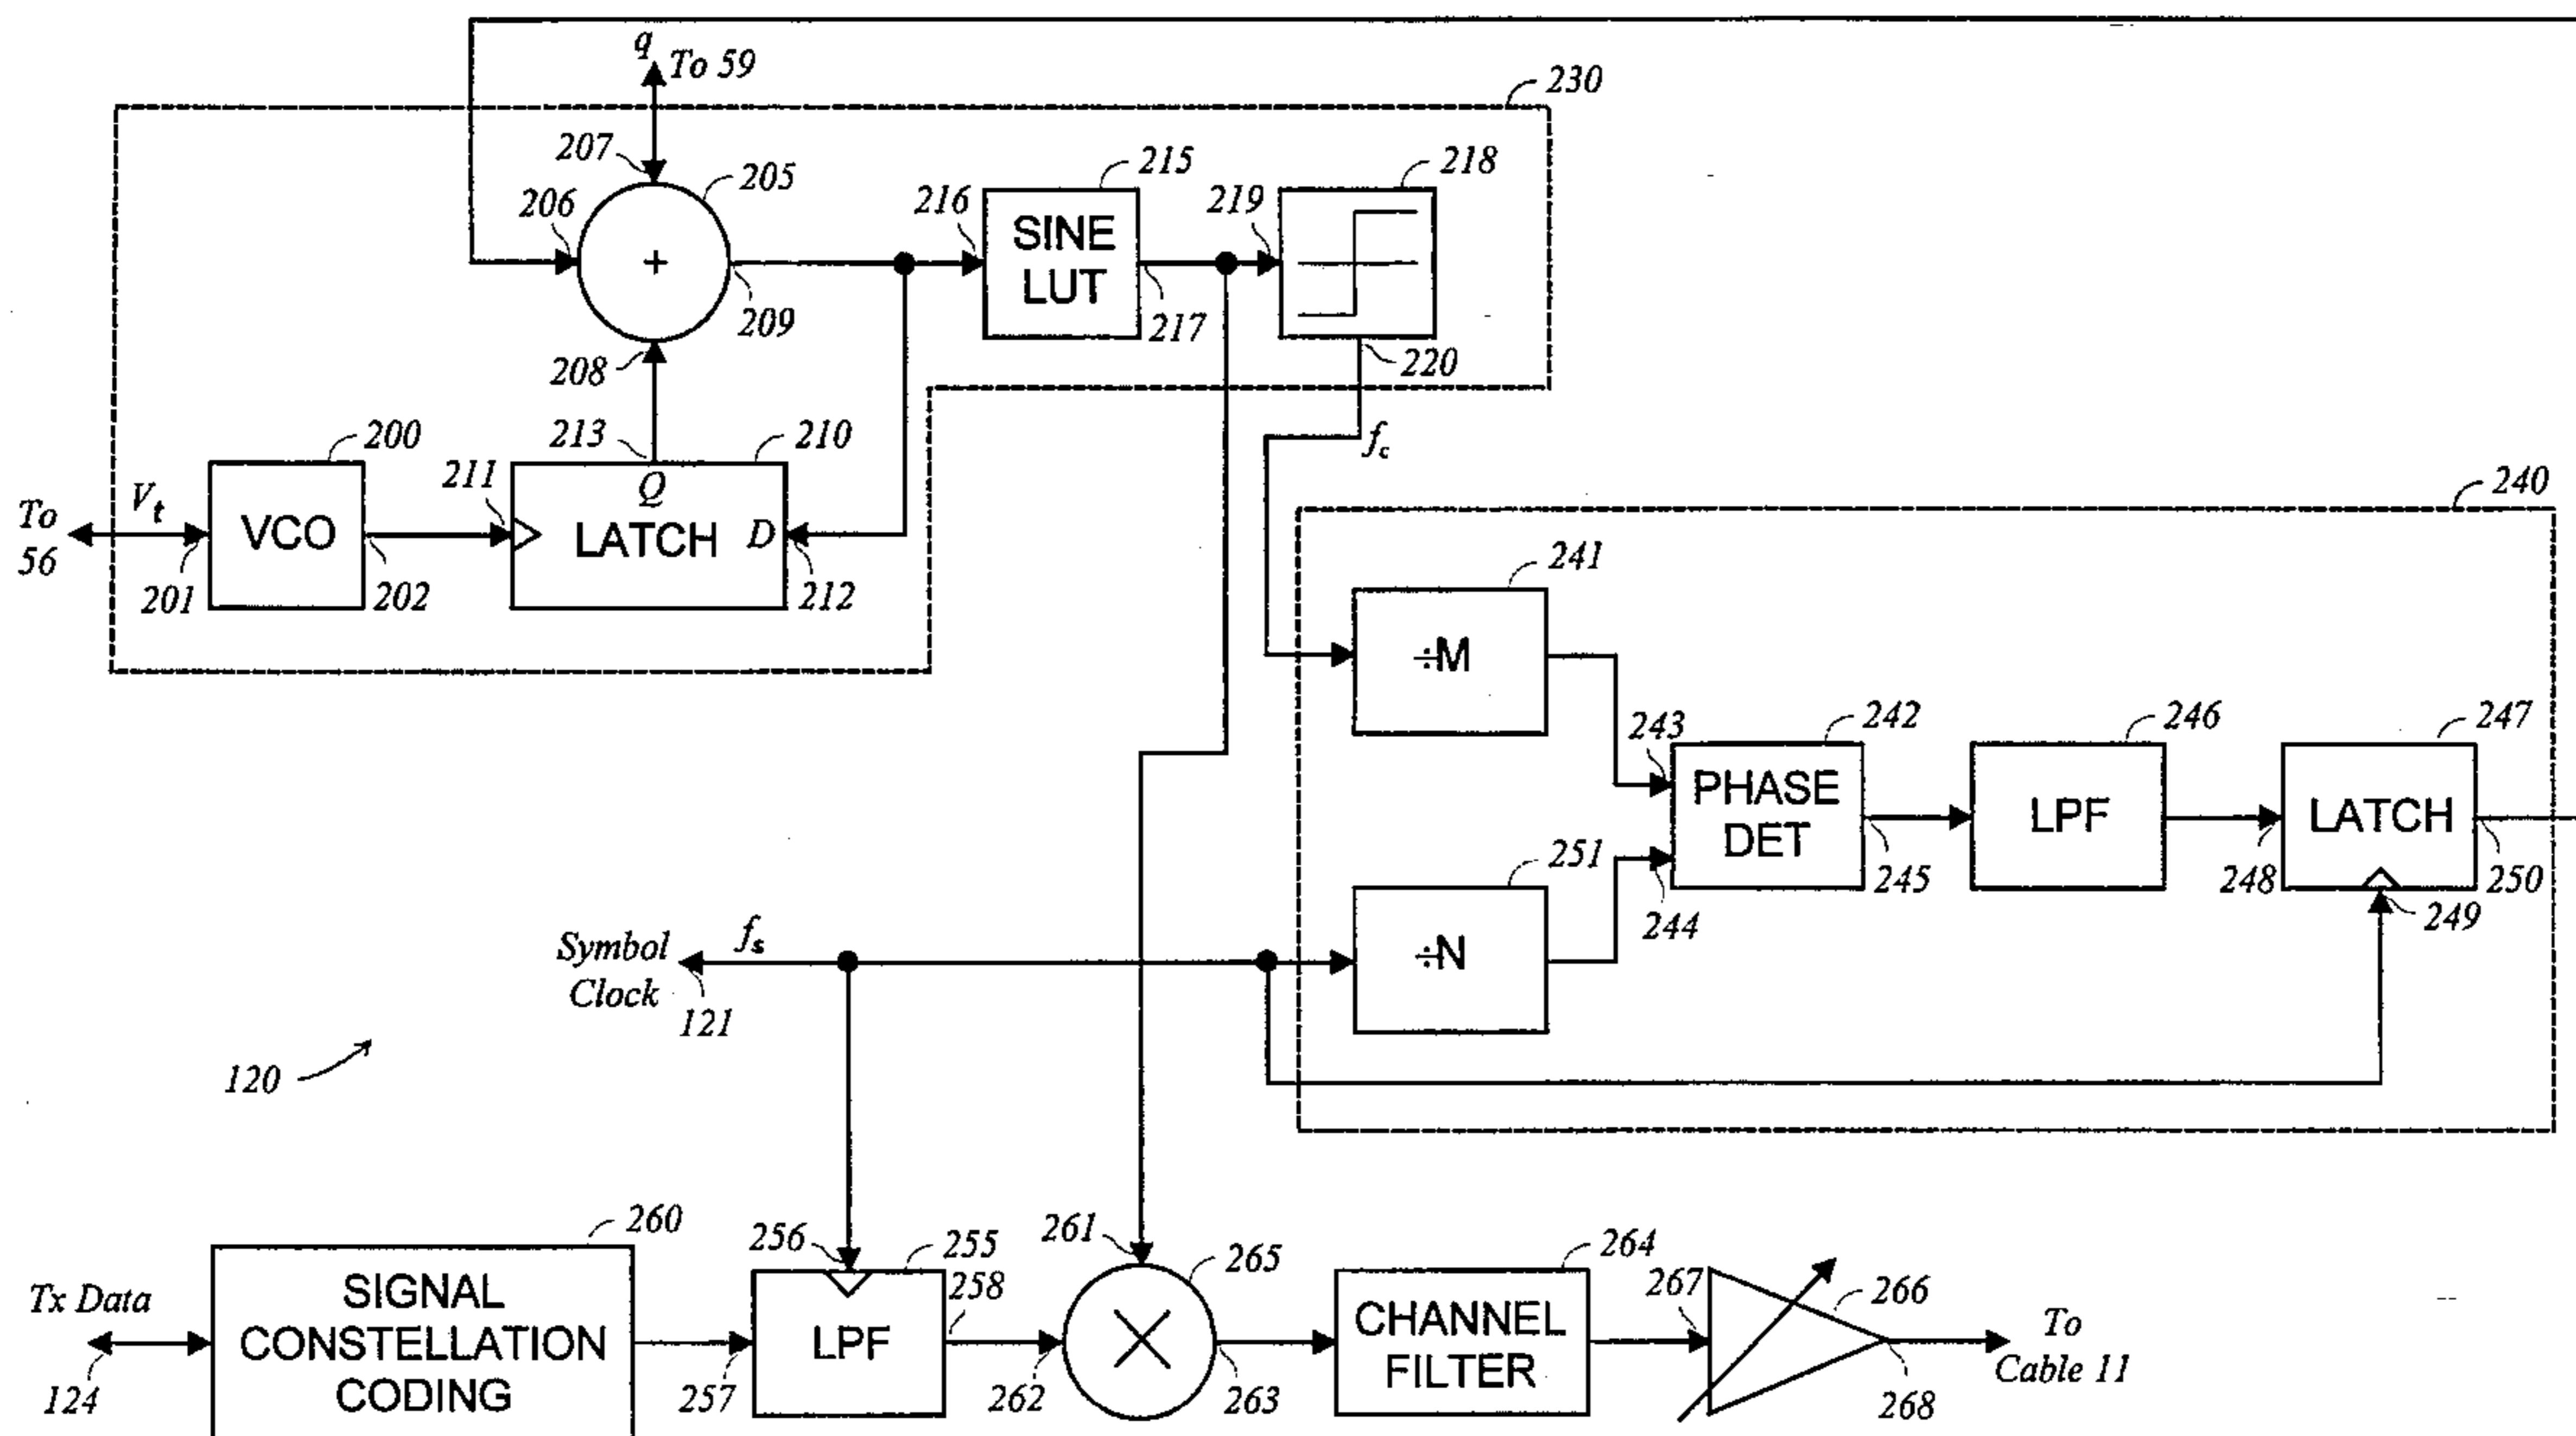 q
To 59
230
207
205
215
218
206
+
216
SINE
LUT
219
209
217
208
220
200
213
210
f_c
211
Q
240
To
56
V_t
VCO
LATCH
D
241
201
202
212
÷M
243
242
246
247
PHASE
DET
LPF
LATCH
251
245
248
250
244
249
Symbol
Clock
f_s
÷N
121
120
260
256
255
261
265
264
258
267
266
Tx Data
SIGNAL
CONSTELLATION
CODING
LPF
CHANNEL
FILTER
To
Cable 11
124
257
262
263
268